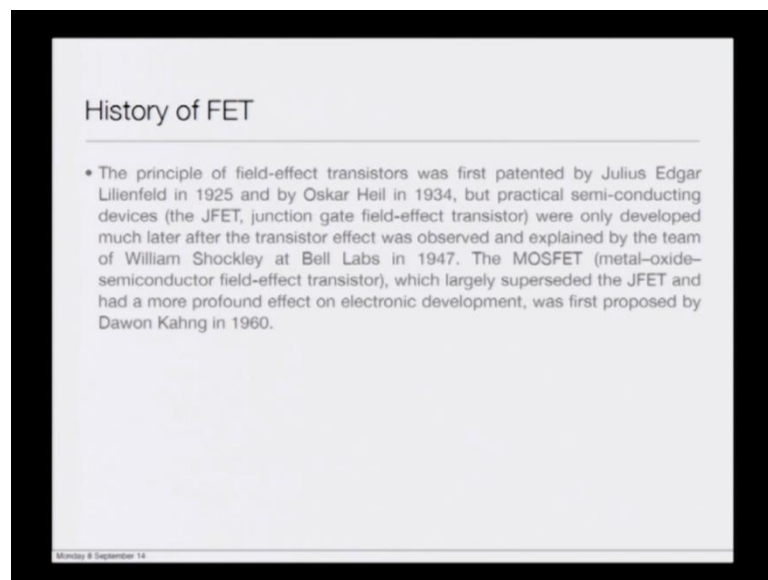 History of FET
• The principle of field-effect transistors was first patented by Julius Edgar
Lilienfeld in 1925 and by Oskar Heil in 1934, but practical semi-conducting
devices (the JFET, junction gate field-effect transistor) were only developed
much later after the transistor effect was observed and explained by the team
of William Shockley at Bell Labs in 1947. The MOSFET (metal–oxide–
semiconductor field-effect transistor), which largely superseded the JFET and
had a more profound effect on electronic development, was first proposed by
Dawon Kahng in 1960.
Monday 8 September 14